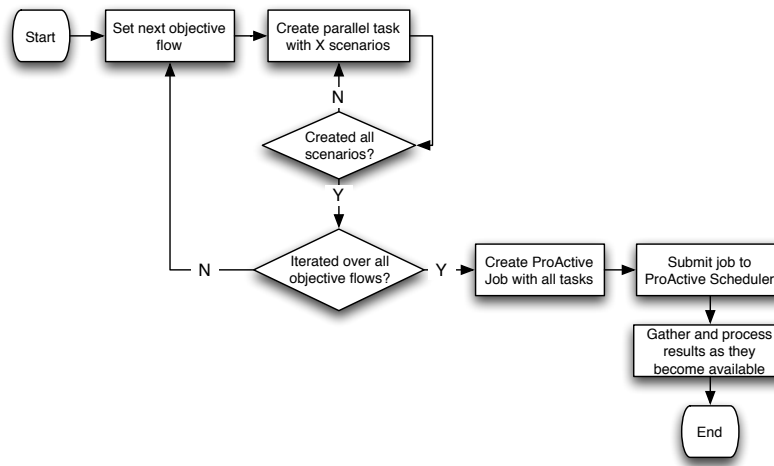 Start
Set next objective
flow
Create parallel task
with X scenarios
N
Created all
scenarios?
Y
Iterated over all
objective flows?
N
Y
Create ProActive
Job with all tasks
Submit job to
ProActive Scheduler
Gather and process
results as they
become available
End